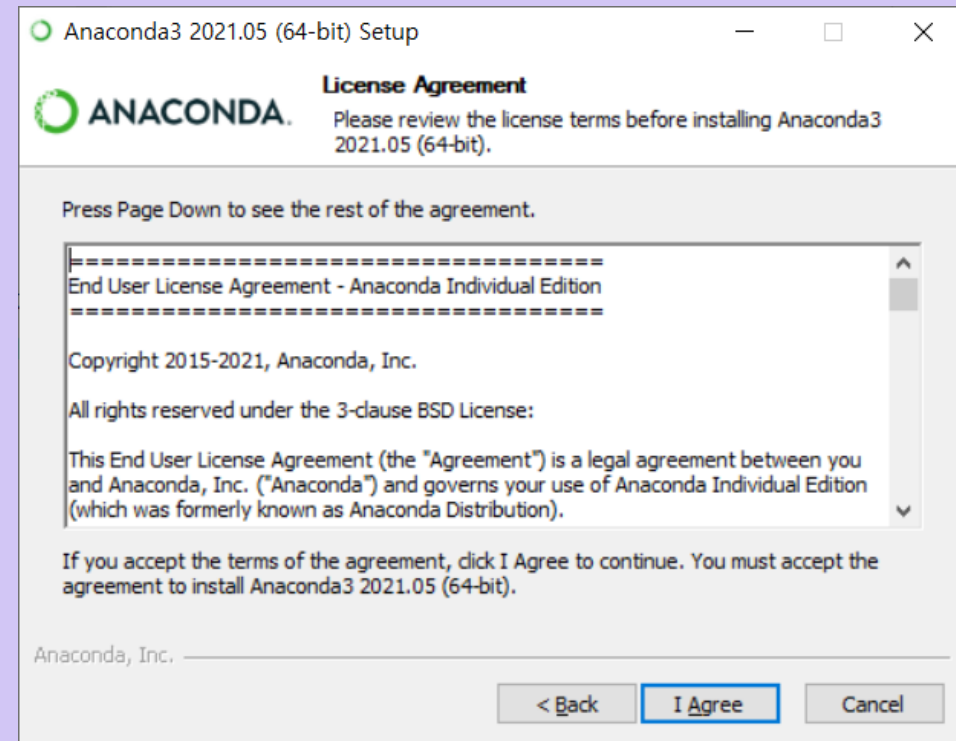 Anaconda3 2021.05 (64-bit) Setup
ANACONDA.
License Agreement
Please review the license terms before installing Anaconda3
2021.05 (64-bit).
Press Page Down to see the rest of the agreement.
===================================
End User License Agreement - Anaconda Individual Edition
===================================
Copyright 2015-2021, Anaconda, Inc.
All rights reserved under the 3-clause BSD License:
This End User License Agreement (the "Agreement") is a legal agreement between you
and Anaconda, Inc. ("Anaconda") and governs your use of Anaconda Individual Edition
(which was formerly known as Anaconda Distribution).
If you accept the terms of the agreement, click I Agree to continue. You must accept the
agreement to install Anaconda3 2021.05 (64-bit).
Anaconda, Inc.
< Back
I Agree
Cancel